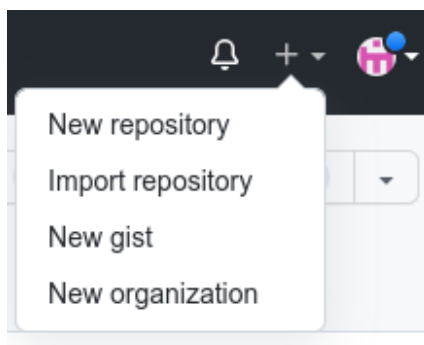 New repository
Import repository
New gist
New organization